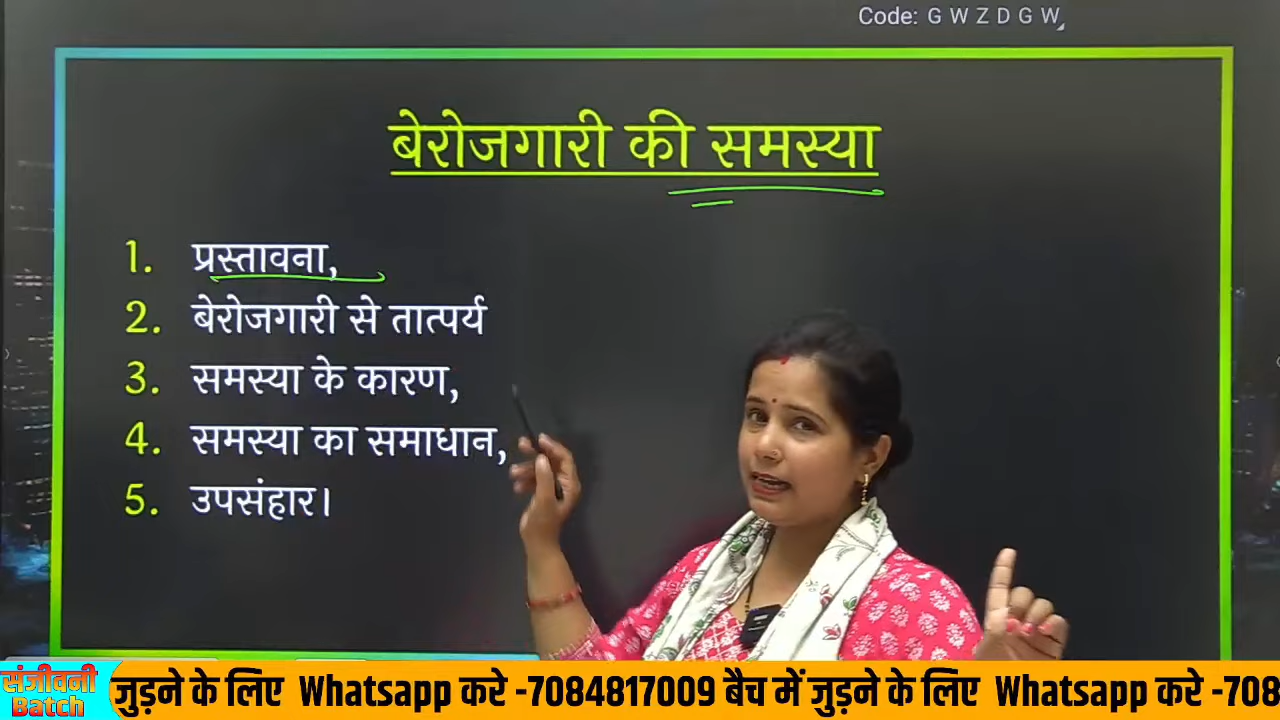 Code: G W Z D G W
बेरोजगारी की समस्या
1. प्रस्तावना,
2. बेरोजगारी से तात्पर्य
3. समस्या के कारण,
4. समस्या का समाधान,
5. उपसंहार।
संजीवनी
Batch
जुड़ने के लिए Whatsapp करे -7084817009 बैच में जुड़ने के लिए Whatsapp करे -708